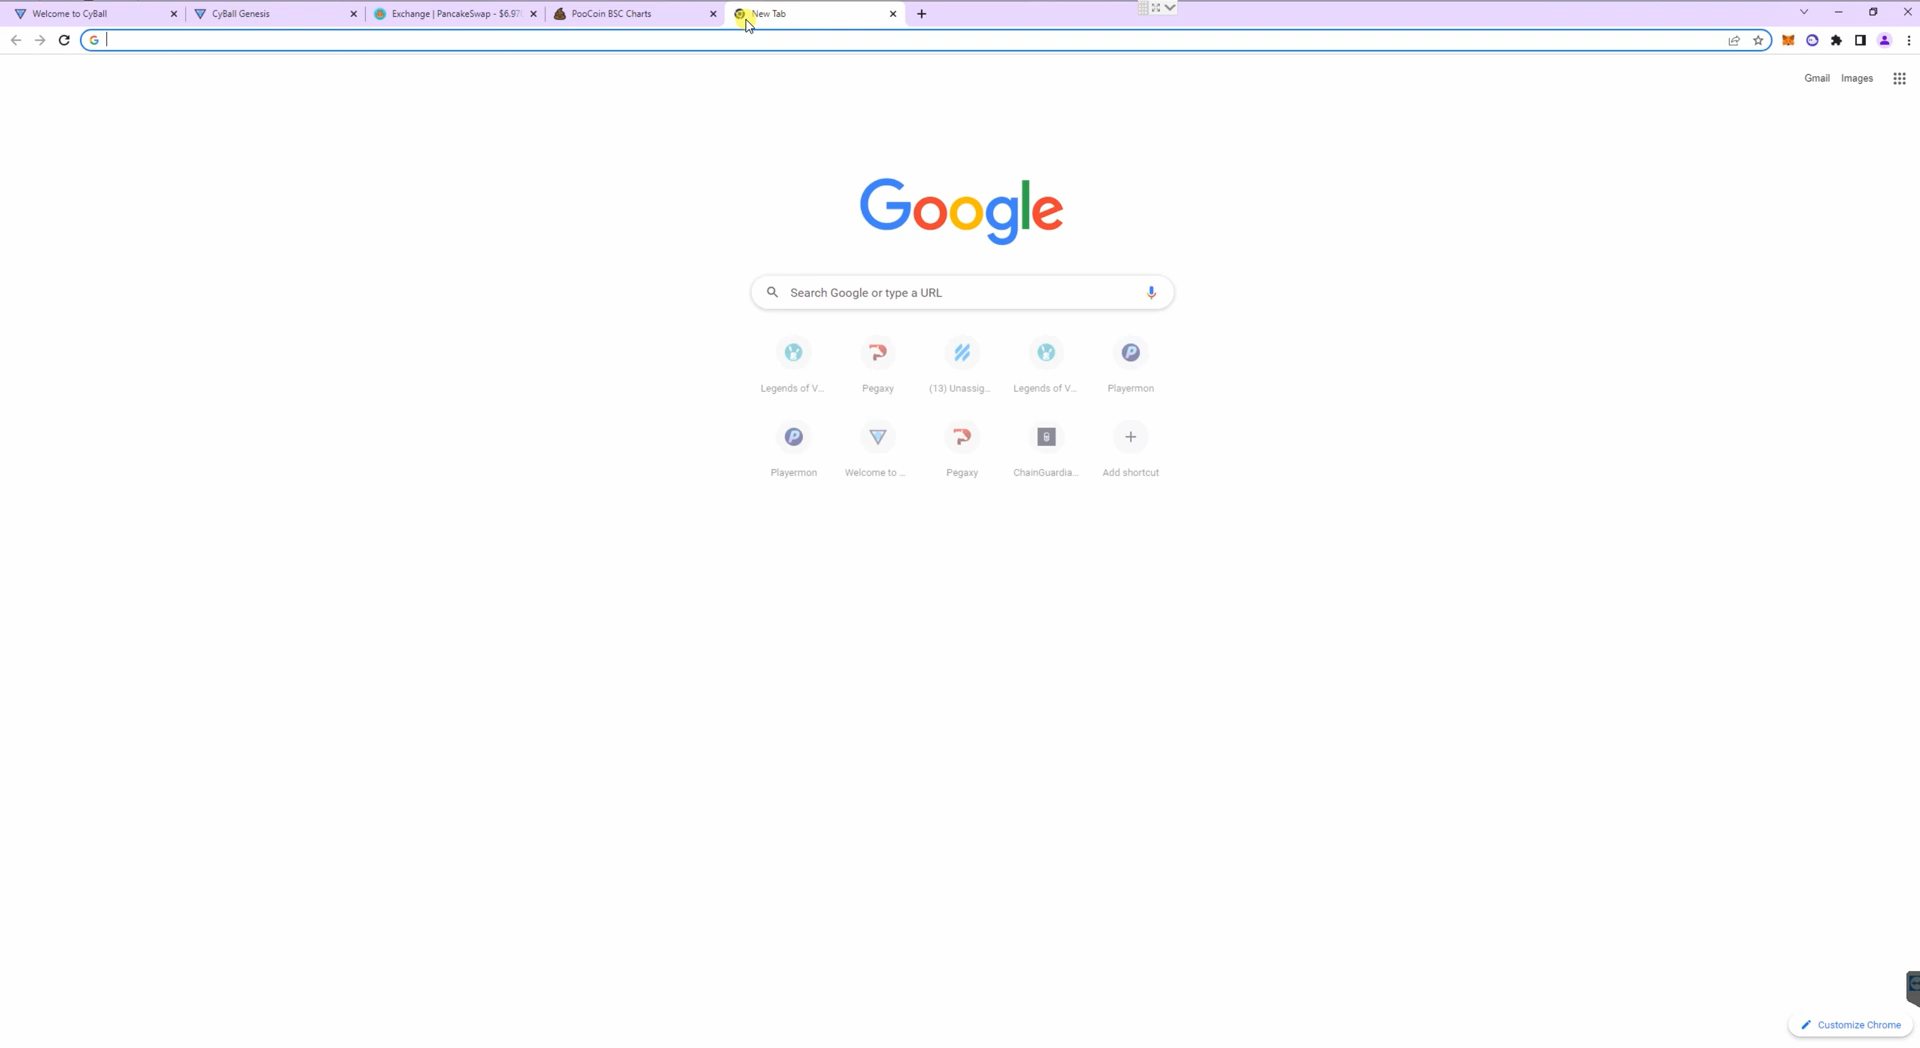 Welcome to CyBall
CyBall Genesis
Exchange | PancakeSwap - $6.97
PooCoin BSC Charts
New Tab
Gmail Images
Google
Search Google or type a URL
Legends of V... Pegaxy (13) Unassig... Legends of V... Playermon
Playermon Welcome to ... Pegaxy ChainGuardia... Add shortcut
Customize Chrome